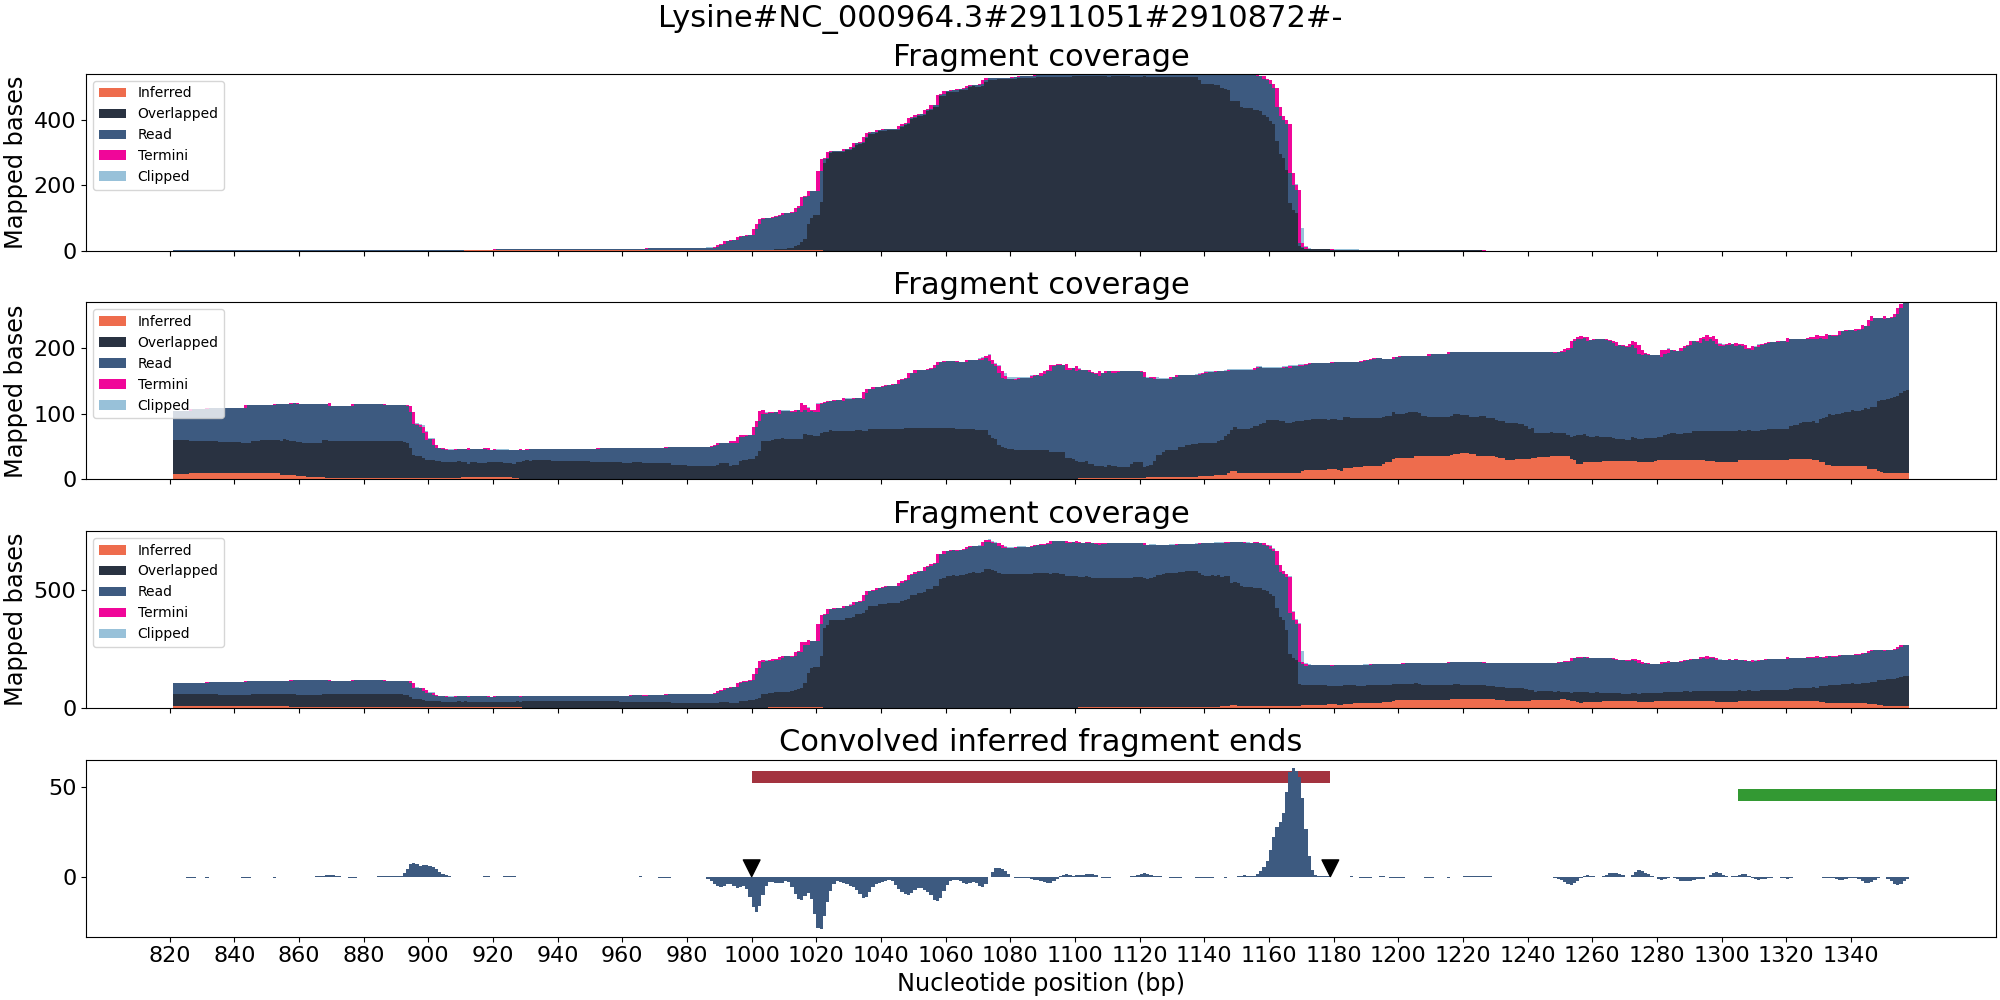 Lysine#NC_000964.3#2911051#2910872#-
Fragment coverage
Mapped bases
400
200
0
Inferred
Overlapped
Read
Termini
Clipped
Fragment coverage
Mapped bases
200
100
0
Inferred
Overlapped
Read
Termini
Clipped
Fragment coverage
Mapped bases
500
0
Inferred
Overlapped
Read
Termini
Clipped
Convolved inferred fragment ends
50
0
820 840 860 880 900 920 940 960 980 1000 1020 1040 1060 1080 1100 1120 1140 1160 1180 1200 1220 1240 1260 1280 1300 1320 1340
Nucleotide position (bp)